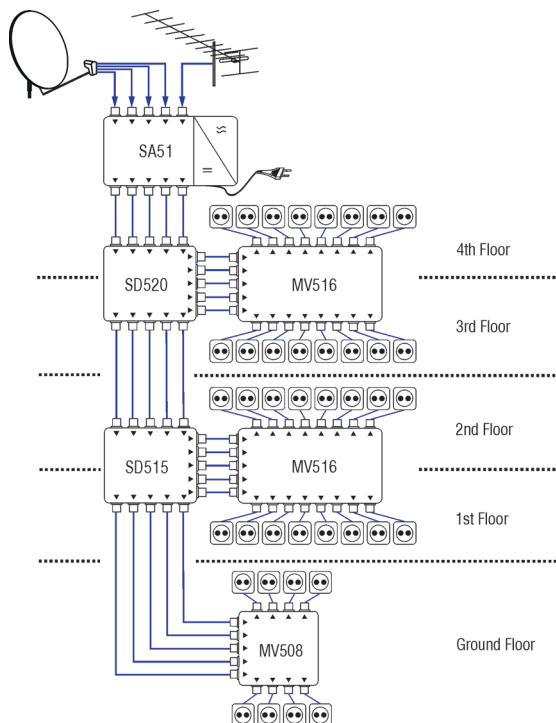 SA51
4th Floor
SD520
MV516
3rd Floor
2nd Floor
SD515
MV516
1st Floor
MV508
Ground Floor